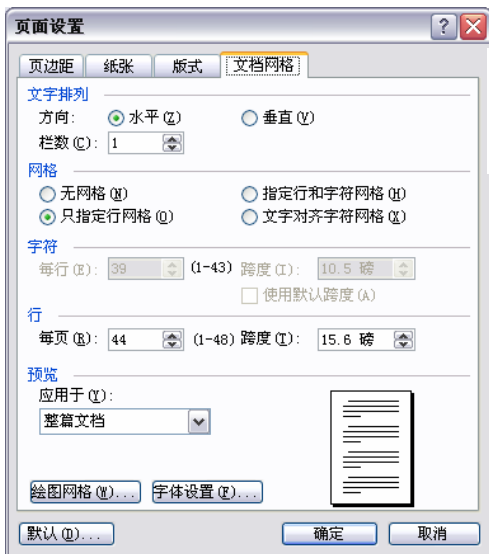 页面设置
页边距 纸张 版式 文档网格
文字排列
方向: 水平(Z) 垂直(V)
栏数(C): 1
网格
无网格(N) 指定行和字符网格(H)
只指定行网格(O) 文字对齐字符网格(X)
字符
每行(E): 39 (1-43) 跨度(I): 10.5 磅
使用默认跨度(A)
行
每页(R): 44 (1-48) 跨度(T): 15.6 磅
预览
应用于(Y):
整篇文档
绘图网格(W)... 字体设置(F)...
默认(D)... 确定 取消